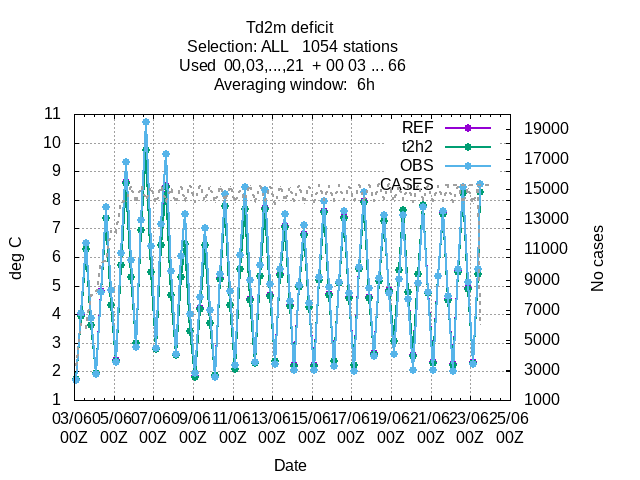 Td2m deficit
Selection: ALL   1054 stations
Used  00,03,...,21  + 00 03 ... 66
Averaging window:  6h
11
10
9
8
7
6
5
4
3
2
1
deg C
REF
t2h2
OBS
CASES
19000
17000
15000
13000
11000
9000
7000
5000
3000
1000
No cases
03/06 05/06 07/06 09/06 11/06 13/06 15/06 17/06 19/06 21/06 23/06 25/06
00Z 00Z 00Z 00Z 00Z 00Z 00Z 00Z 00Z 00Z 00Z 00Z
Date